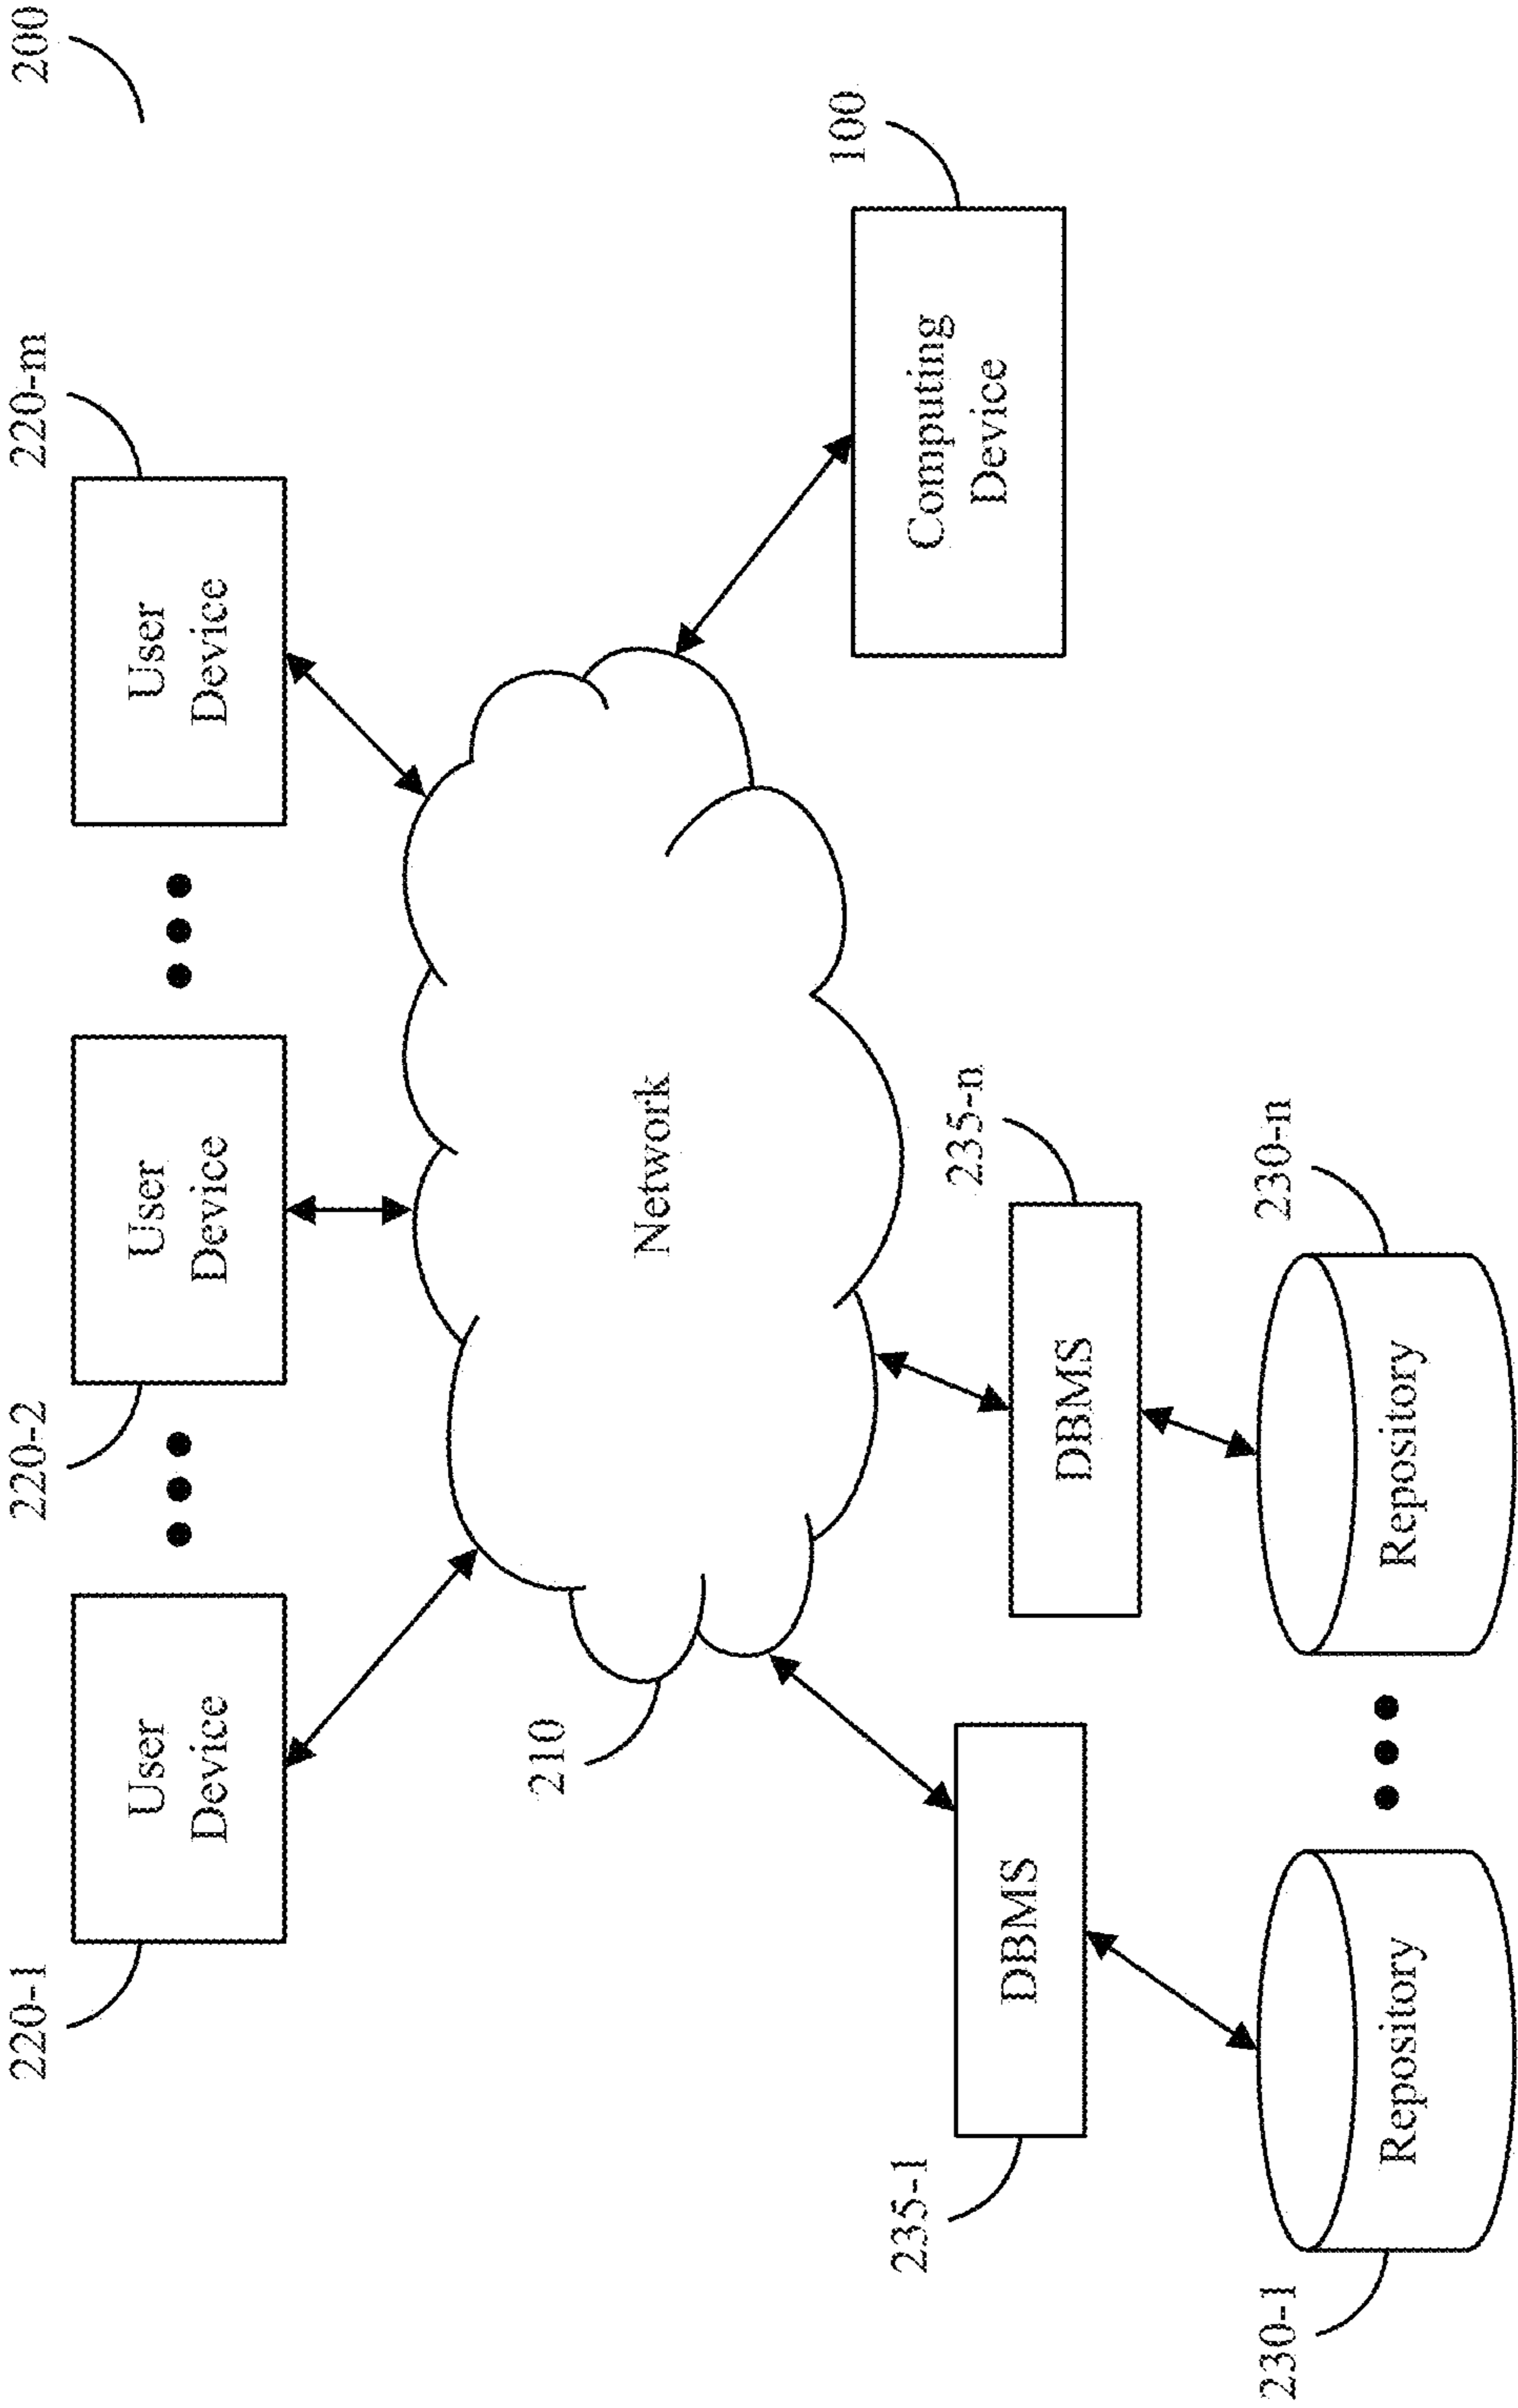 200
220-1
220-2
220-m
User
Device
User
Device
User
Device
210
Network
100
Computing
Device
235-1
DBMS
235-n
DBMS
230-1
Repository
230-n
Repository